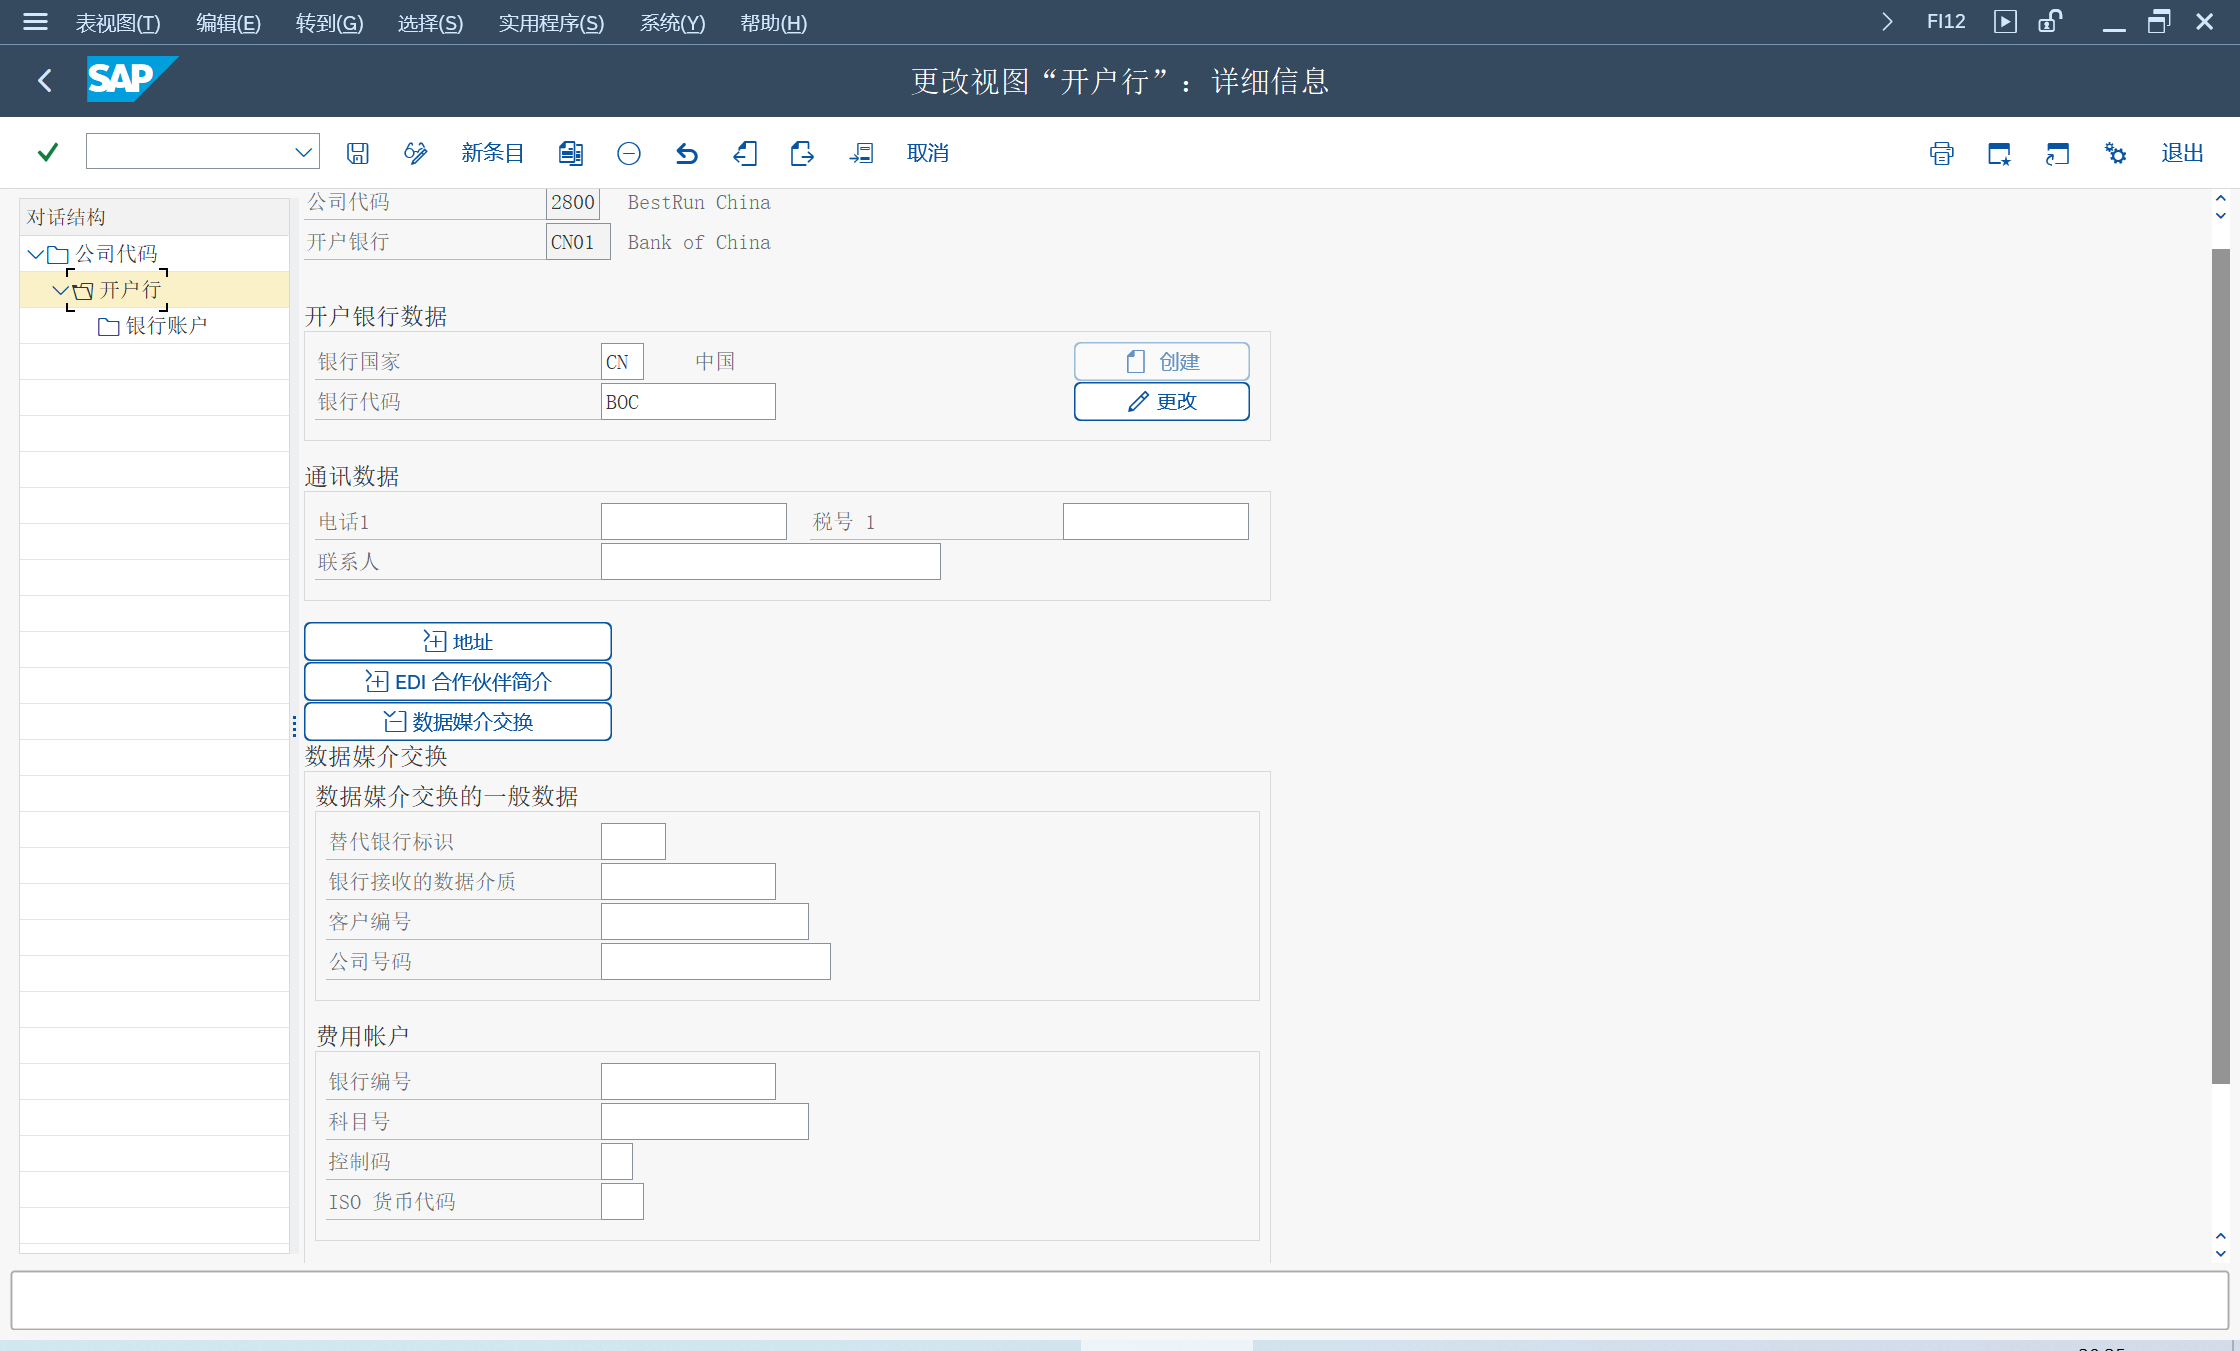 表视图(T) 编辑(E) 转到(G) 选择(S) 实用程序(S) 系统(Y) 帮助(H) FI12
SAP 更改视图“开户行”：详细信息
新条目 取消 退出
对话结构
公司代码
开户行
银行账户
公司代码 2800 BestRun China
开户银行 CN01 Bank of China
开户银行数据
银行国家 CN 中国 创建
银行代码 BOC 更改
通讯数据
电话1 税号 1
联系人
地址
EDI 合作伙伴简介
数据媒介交换
数据媒介交换
数据媒介交换的一般数据
替代银行标识
银行接收的数据介质
客户编号
公司号码
费用帐户
银行编号
科目号
控制码
ISO 货币代码